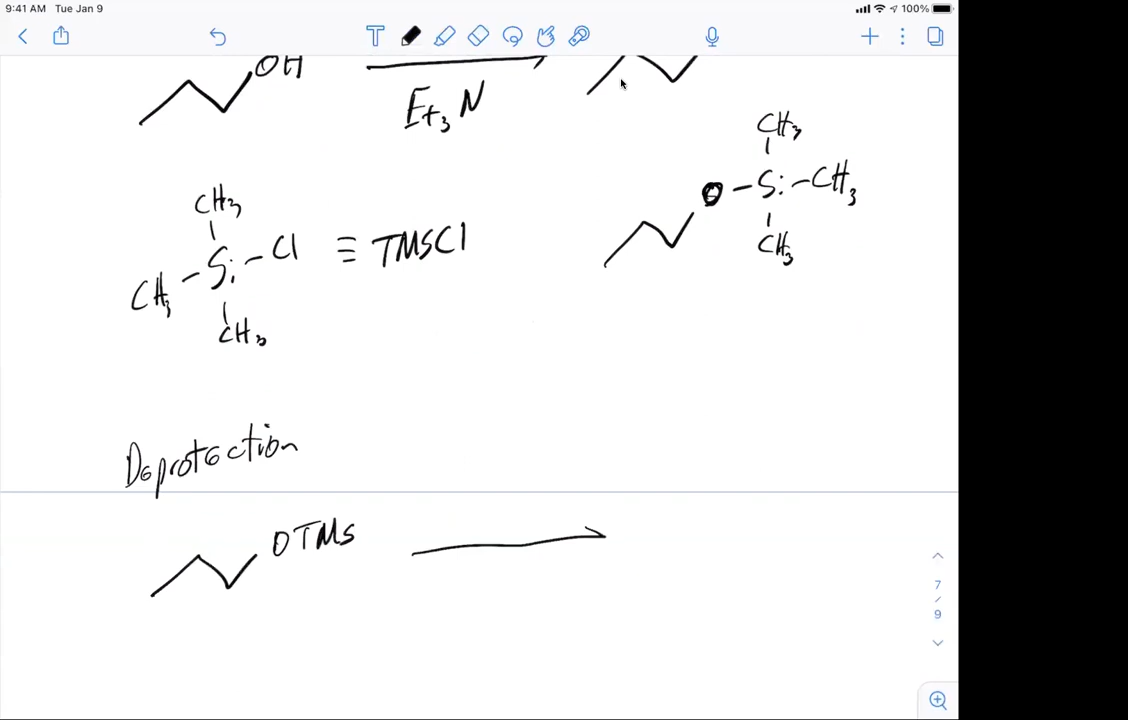 9:41 AM Tue Jan 9
100%
OH
Et3N
CH3
CH3
Si
Cl
≡ TMSCl
CH3
CH3
O
Si
CH3
CH3
CH3
Deprotection
OTMS
7
/
9